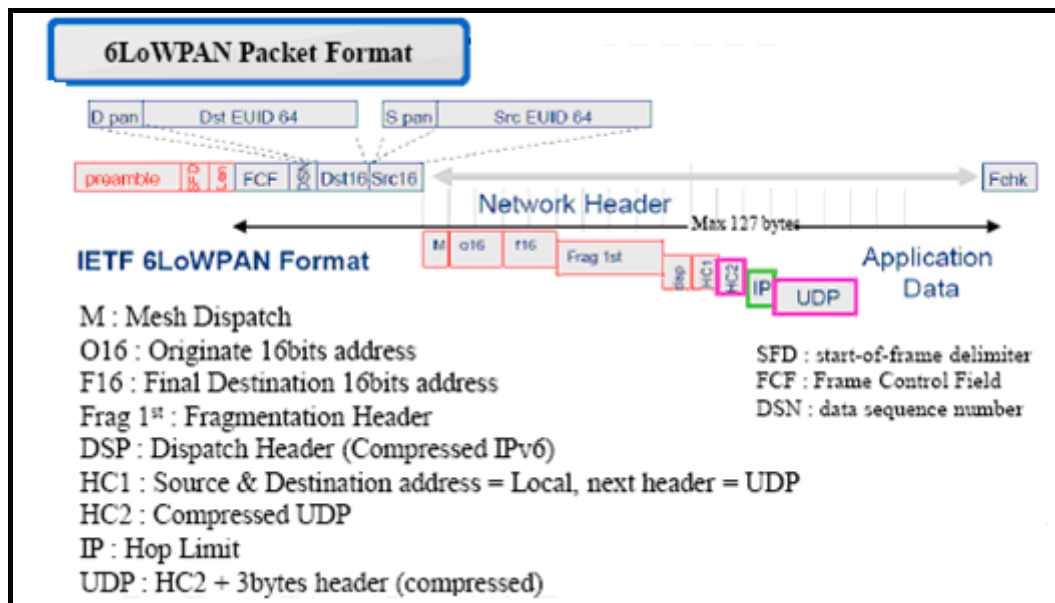 6LoWPAN Packet Format
D pan Dst EUID 64 S pan Src EUID 64
preamble SFD Len FCF DSN Dst16 Src16 Fchk
Network Header
Max 127 bytes
IETF 6LoWPAN Format
M o16 f16 Frag 1st dsp HC1 HC2 IP UDP
Application
Data
M : Mesh Dispatch
O16 : Originate 16bits address
F16 : Final Destination 16bits address
Frag 1st : Fragmentation Header
DSP : Dispatch Header (Compressed IPv6)
HC1 : Source & Destination address = Local, next header = UDP
HC2 : Compressed UDP
IP : Hop Limit
UDP : HC2 + 3bytes header (compressed)
SFD : start-of-frame delimiter
FCF : Frame Control Field
DSN : data sequence number